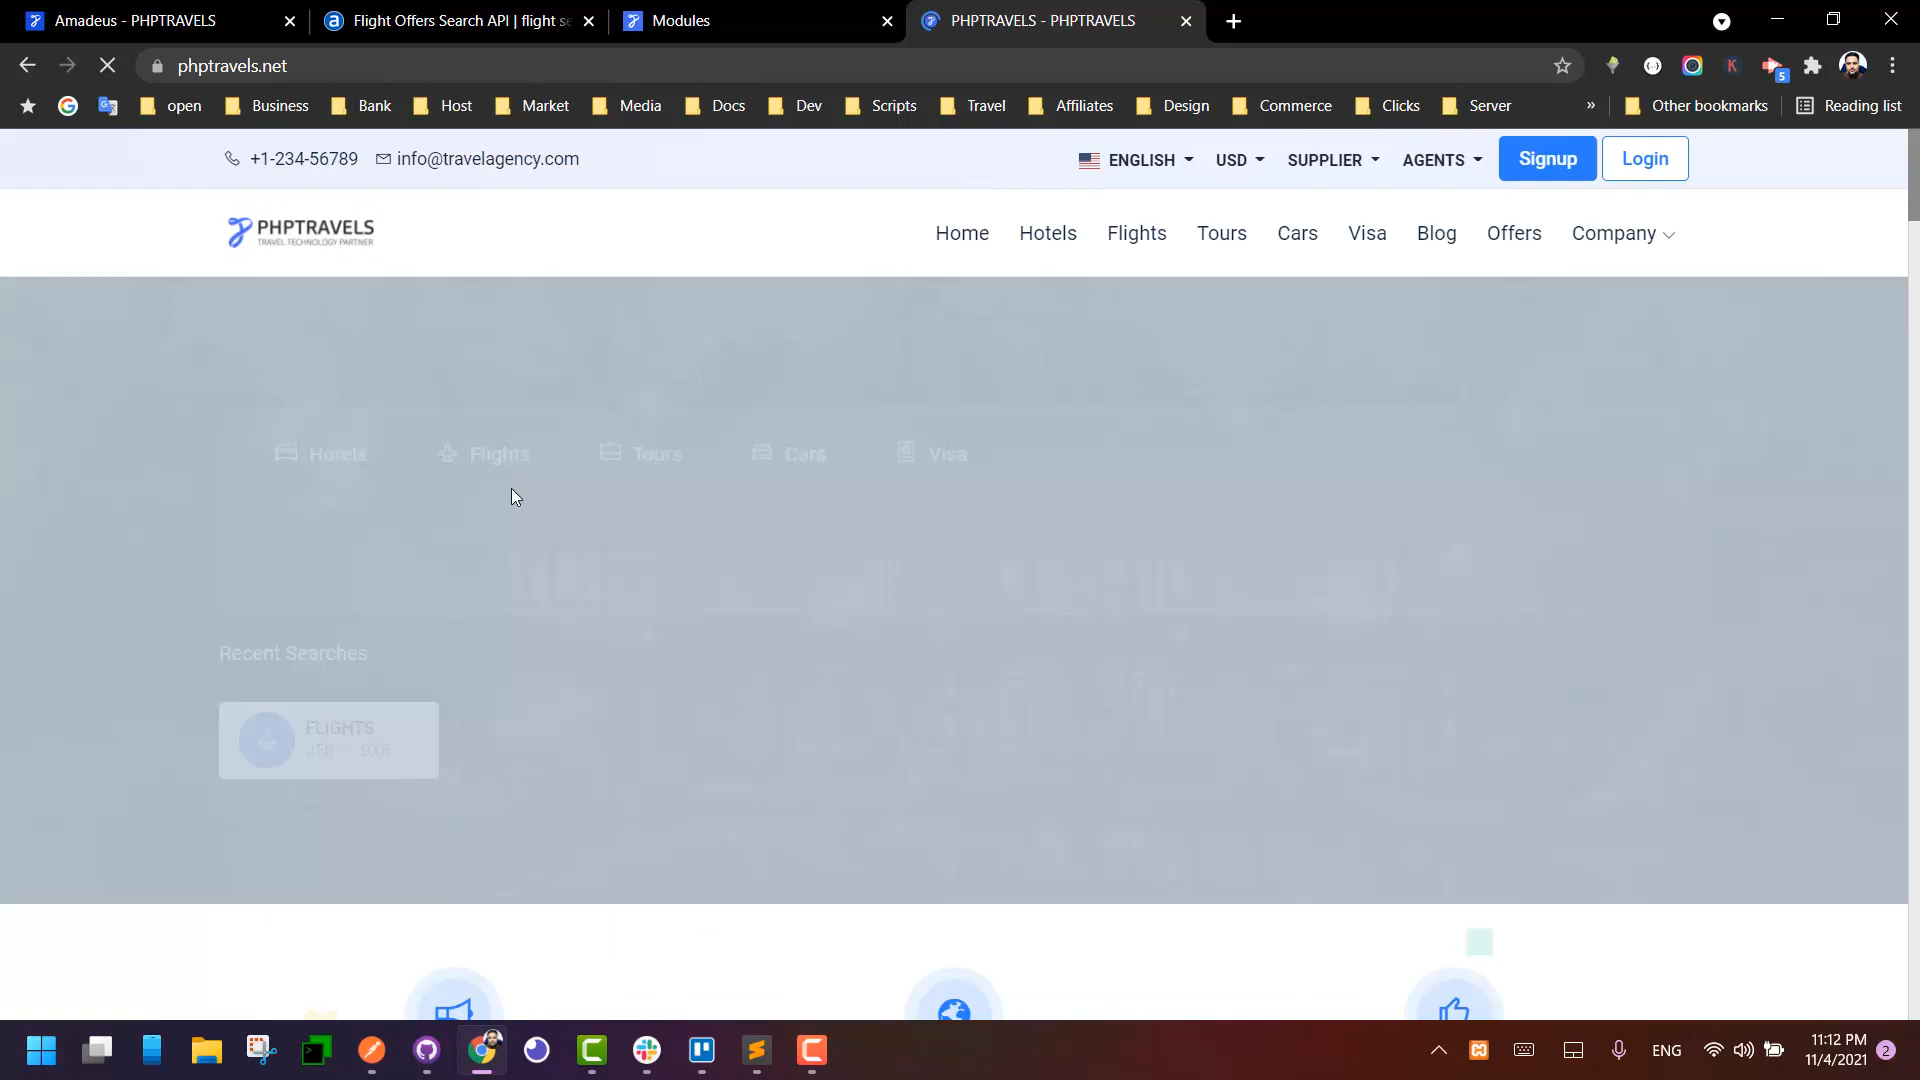 Amadeus - PHPTRAVELS
Flight Offers Search API | flight se
Modules
PHPTRAVELS - PHPTRAVELS
phptravels.net
K
5
open
Business
Bank
Host
Market
Media
Docs
Dev
Scripts
Travel
Affiliates
Design
Commerce
Clicks
Server
»
Other bookmarks
Reading list
+1-234-56789
info@travelagency.com
ENGLISH
USD
SUPPLIER
AGENTS
Signup
Login
PHPTRAVELS
TRAVEL TECHNOLOGY PARTNER
Home
Hotels
Flights
Tours
Cars
Visa
Blog
Offers
Company
Hotels
Flights
Tours
Cars
Visa
Recent Searches
FLIGHTS
DXB
ENG
11:12 PM
11/4/2021
2